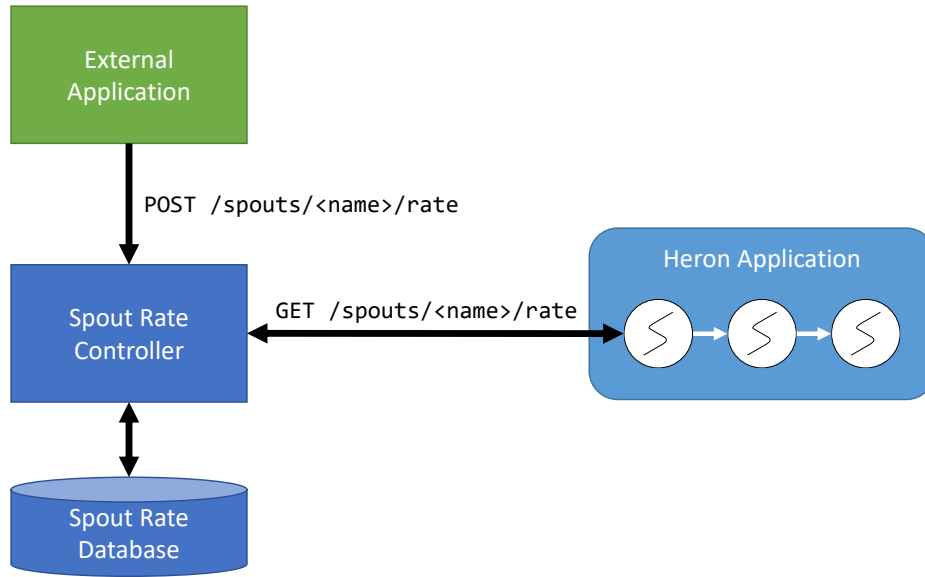 External
Application
POST /spouts/<name>/rate
Spout Rate
Controller
GET /spouts/<name>/rate
Heron Application
Spout Rate
Database